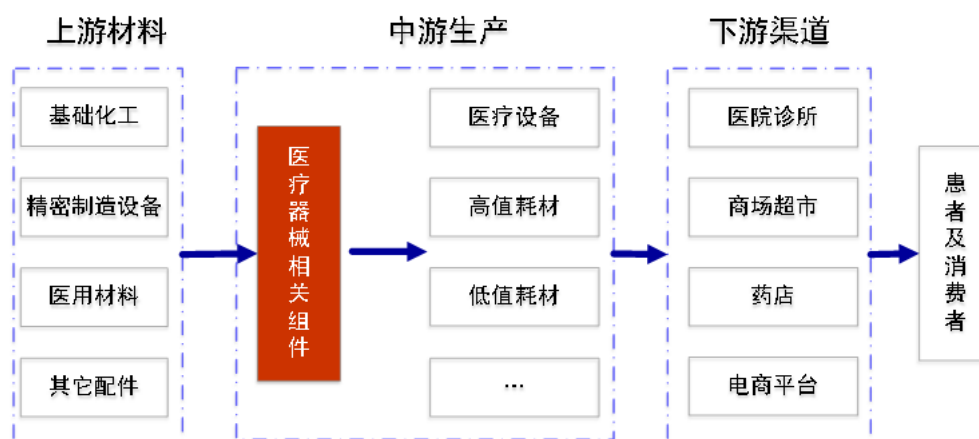 上游材料
中游生产
下游渠道
基础化工
精密制造设备
医用材料
其它配件
医疗器械相关组件
医疗设备
高值耗材
低值耗材
...
医院诊所
商场超市
药店
电商平台
患者及消费者